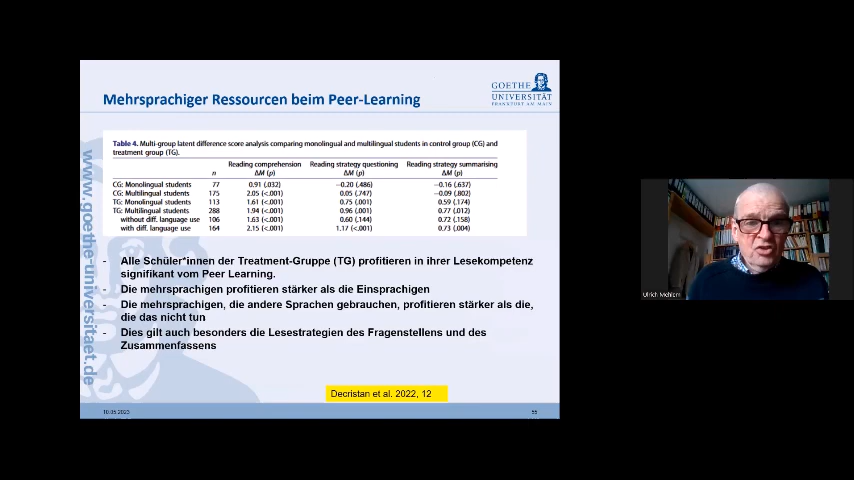 Mehrsprachiger Ressourcen beim Peer-Learning
GOETHE
UNIVERSITÄT
FRANKFURT AM MAIN
www.goethe-universitaet.de
Table 4. Multi-group latent difference score analysis comparing monolingual and multilingual students in control group (CG) and
treatment group (TG).
Reading comprehension Reading strategy questioning Reading strategy summarising
n ΔM (p) ΔM (p) ΔM (p)
CG: Monolingual students 77 0.91 (.032) −0.20 (.486) −0.16 (.637)
CG: Multilingual students 175 2.05 (<.001) 0.05 (.747) −0.09 (.802)
TG: Monolingual students 113 1.61 (<.001) 0.75 (.001) 0.59 (.174)
TG: Multilingual students 288 1.94 (<.001) 0.96 (.001) 0.77 (.012)
without diff. language use 106 1.63 (<.001) 0.60 (.144) 0.72 (.158)
with diff. language use 164 2.15 (<.001) 1.17 (<.001) 0.73 (.004)
- Alle Schüler*innen der Treatment-Gruppe (TG) profitieren in ihrer Lesekompetenz
signifikant vom Peer Learning.
- Die mehrsprachigen profitieren stärker als die Einsprachigen
- Die mehrsprachigen, die andere Sprachen gebrauchen, profitieren stärker als die,
die das nicht tun
- Dies gilt auch besonders die Lesestrategien des Fragenstellens und des
Zusammenfassens
Decristan et al. 2022, 12
10.05.2023
55
Ulrich Mehlem